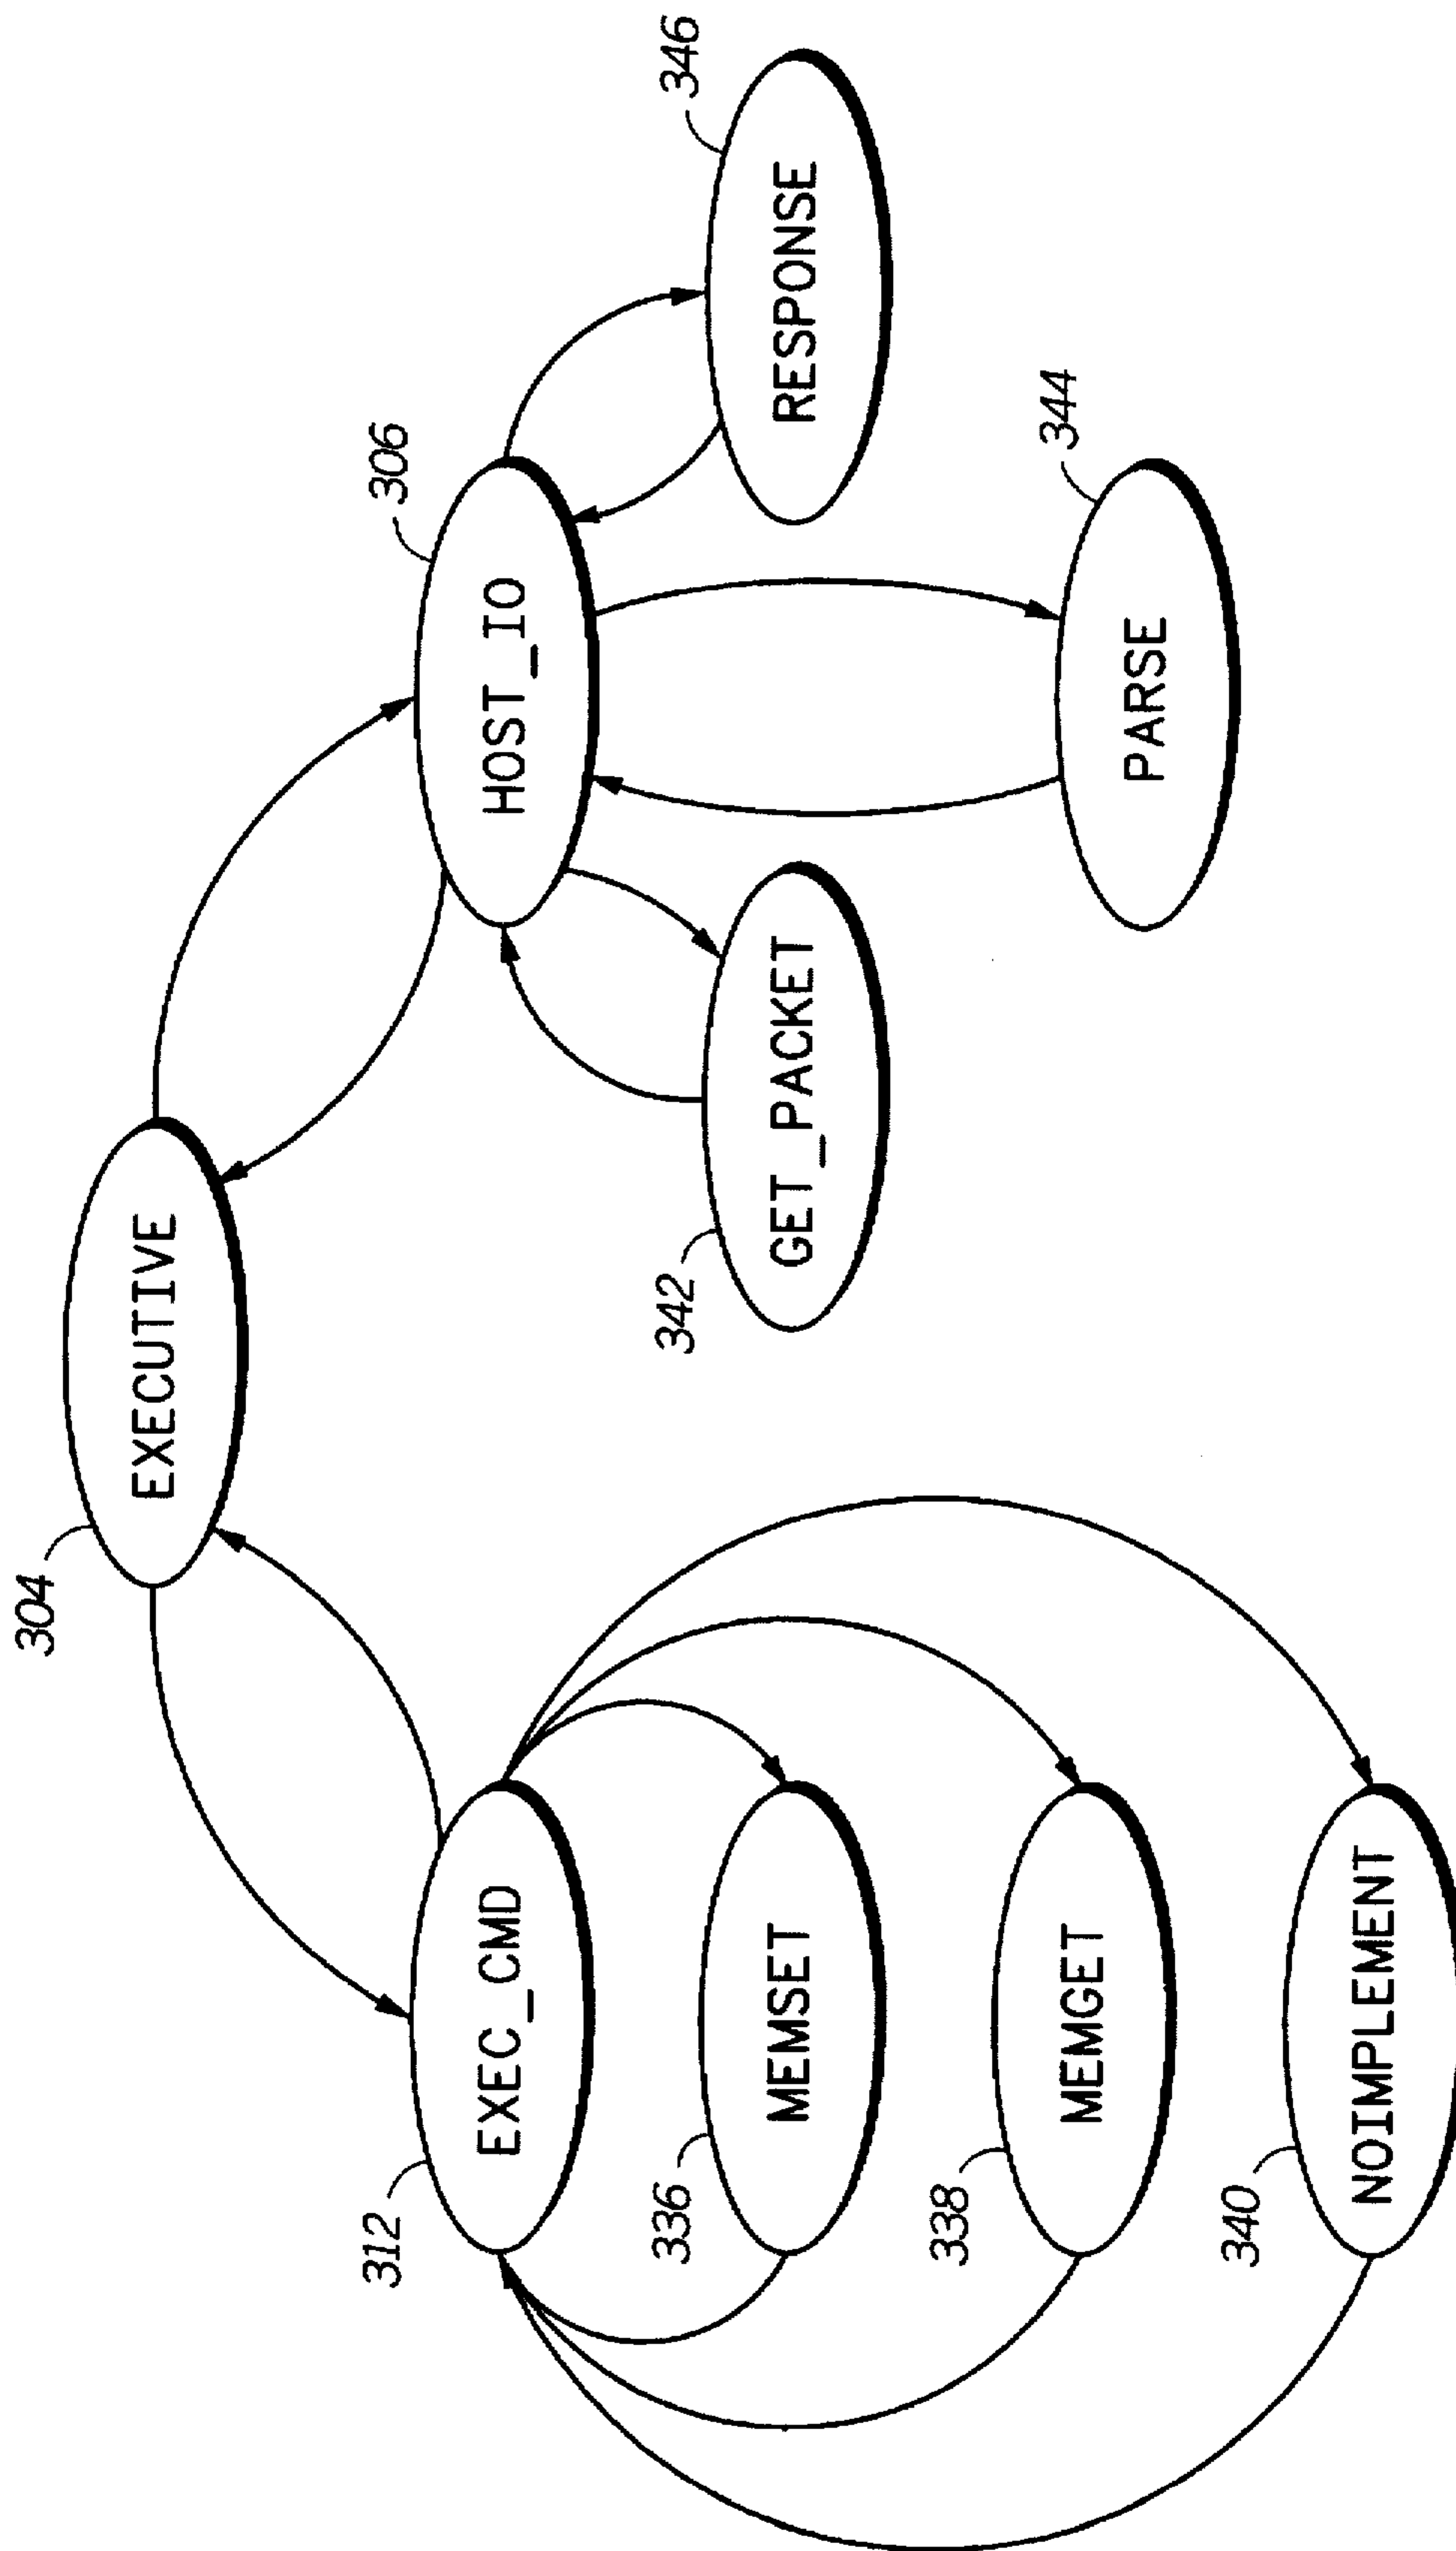 304
EXECUTIVE
312
EXEC_CMD
306
HOST_IO
336
MEMSET
342
GET_PACKET
346
RESPONSE
338
MEMGET
344
PARSE
340
NOIMPLEMENT